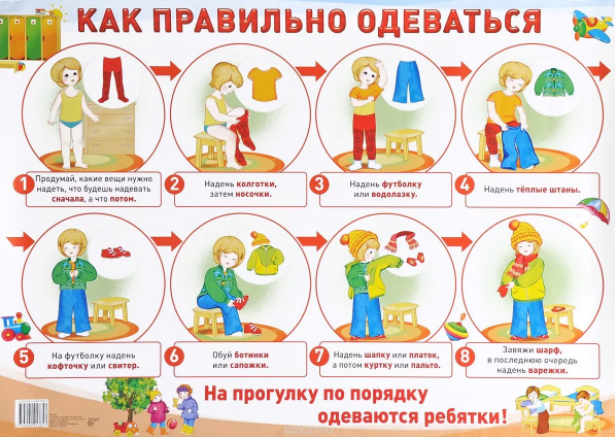 КАК ПРАВИЛЬНО ОДЕВАТЬСЯ
1
Продумай, какие вещи нужно
надеть, что будешь надевать
сначала, а что потом.
2
Надень колготки,
затем носочки.
3
Надень футболку
или водолазку.
4
Надень тёплые штаны.
5
На футболку надень
кофточку или свитер.
6
Обуй ботинки
или сапожки.
7
Надень шапку или платок,
а потом куртку или пальто.
8
Завяжи шарф,
в последнюю очередь
надень варежки.
На прогулку по порядку
одеваются ребятки!